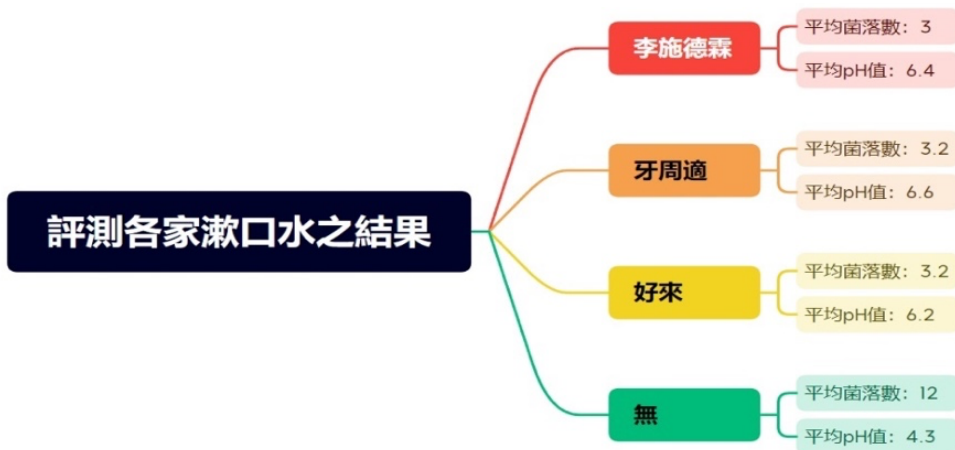 評測各家漱口水之結果
李施德霖
平均菌落數：3
平均pH值：6.4
牙周適
平均菌落數：3.2
平均pH值：6.6
好來
平均菌落數：3.2
平均pH值：6.2
無
平均菌落數：12
平均pH值：4.3